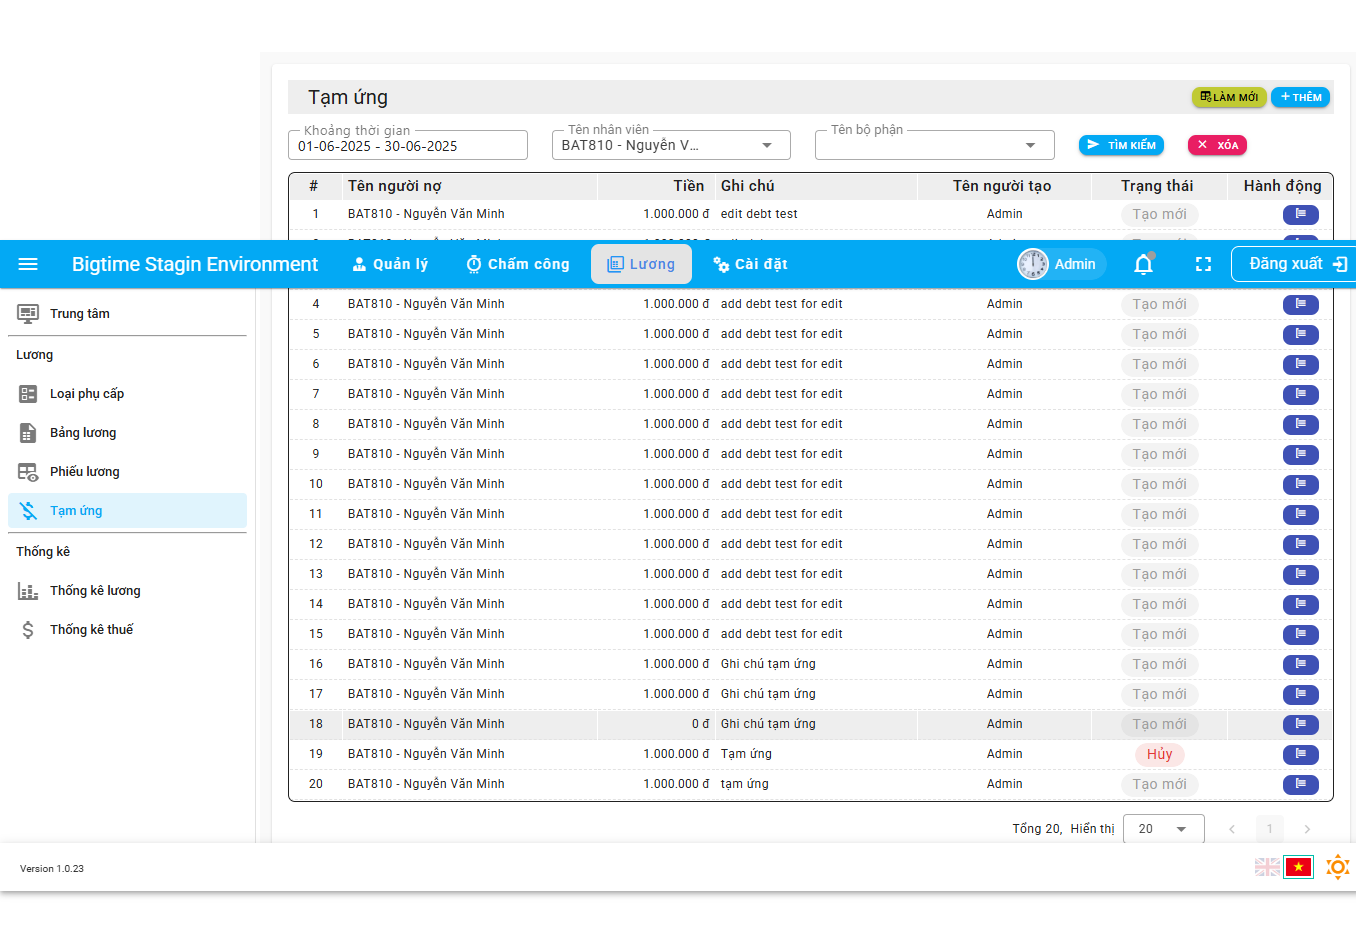 Tạm ứng
LÀM MỚI
THÊM
Khoảng thời gian
01-06-2025 - 30-06-2025
Tên nhân viên
BAT810 - Nguyễn V...
Tên bộ phận
TÌM KIẾM
XÓA
# Tên người nợ Tiền Ghi chú Tên người tạo Trạng thái Hành động
1 BAT810 - Nguyễn Văn Minh 1.000.000 đ edit debt test Admin Tạo mới
Bigtime Stagin Environment Quản lý Chấm công Lương Cài đặt Admin Đăng xuất
4 BAT810 - Nguyễn Văn Minh 1.000.000 đ add debt test for edit Admin Tạo mới
5 BAT810 - Nguyễn Văn Minh 1.000.000 đ add debt test for edit Admin Tạo mới
6 BAT810 - Nguyễn Văn Minh 1.000.000 đ add debt test for edit Admin Tạo mới
7 BAT810 - Nguyễn Văn Minh 1.000.000 đ add debt test for edit Admin Tạo mới
8 BAT810 - Nguyễn Văn Minh 1.000.000 đ add debt test for edit Admin Tạo mới
9 BAT810 - Nguyễn Văn Minh 1.000.000 đ add debt test for edit Admin Tạo mới
10 BAT810 - Nguyễn Văn Minh 1.000.000 đ add debt test for edit Admin Tạo mới
11 BAT810 - Nguyễn Văn Minh 1.000.000 đ add debt test for edit Admin Tạo mới
12 BAT810 - Nguyễn Văn Minh 1.000.000 đ add debt test for edit Admin Tạo mới
13 BAT810 - Nguyễn Văn Minh 1.000.000 đ add debt test for edit Admin Tạo mới
14 BAT810 - Nguyễn Văn Minh 1.000.000 đ add debt test for edit Admin Tạo mới
15 BAT810 - Nguyễn Văn Minh 1.000.000 đ add debt test for edit Admin Tạo mới
16 BAT810 - Nguyễn Văn Minh 1.000.000 đ Ghi chú tạm ứng Admin Tạo mới
17 BAT810 - Nguyễn Văn Minh 1.000.000 đ Ghi chú tạm ứng Admin Tạo mới
18 BAT810 - Nguyễn Văn Minh 0 đ Ghi chú tạm ứng Admin Tạo mới
19 BAT810 - Nguyễn Văn Minh 1.000.000 đ Tạm ứng Admin Hủy
20 BAT810 - Nguyễn Văn Minh 1.000.000 đ tạm ứng Admin Tạo mới
Trung tâm
Lương
Loại phụ cấp
Bảng lương
Phiếu lương
Tạm ứng
Thống kê
Thống kê lương
Thống kê thuế
Tổng 20, Hiển thị 20 1
Version 1.0.23